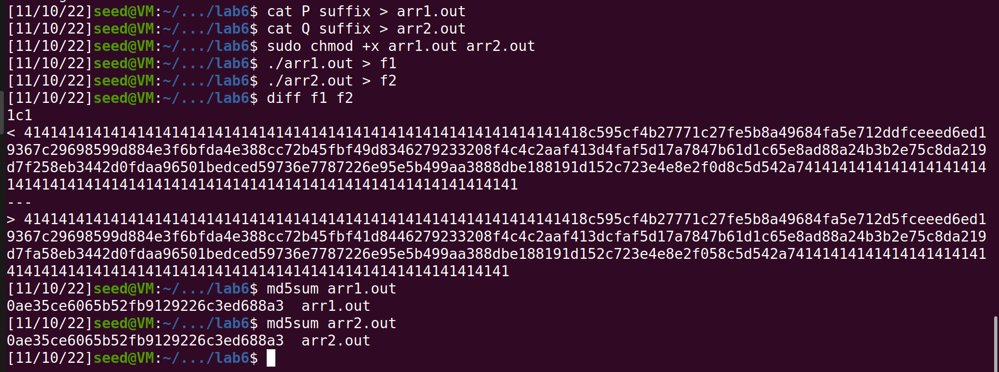 [11/10/22]seed@VM:~/.../lab6$ cat P suffix > arr1.out
[11/10/22]seed@VM:~/.../lab6$ cat Q suffix > arr2.out
[11/10/22]seed@VM:~/.../lab6$ sudo chmod +x arr1.out arr2.out
[11/10/22]seed@VM:~/.../lab6$ ./arr1.out > f1
[11/10/22]seed@VM:~/.../lab6$ ./arr2.out > f2
[11/10/22]seed@VM:~/.../lab6$ diff f1 f2
1c1
< 414141414141414141414141414141414141414141414141414141414141418c595cf4b27771c27fe5b8a49684fa5e712ddfceeed6ed1
9367c29698599d884e3f6bfda4e388cc72b45fbf49d8346279233208f4c4c2aaf413d4faf5d17a7847b61d1c65e8ad88a24b3b2e75c8da219
d7f258eb3442d0fdaa96501bedced59736e7787226e95e5b499aa3888dbe188191d152c723e4e8e2f0d8c5d542a7414141414141414141414
14141414141414141414141414141414141414141414141414141414141
---
> 414141414141414141414141414141414141414141414141414141414141418c595cf4b27771c27fe5b8a49684fa5e712d5fceeed6ed1
9367c29698599d884e3f6bfda4e388cc72b45fbf41d8446279233208f4c4c2aaf413dcfaf5d17a7847b61d1c65e8ad88a24b3b2e75c8da219
d7fa58eb3442d0fdaa96501bedced59736e7787226e95e5b499aa388dbe188191d152c723e4e8e2f058c5d542a74141414141414141414141
4141414141414141414141414141414141414141414141414141414141
[11/10/22]seed@VM:~/.../lab6$ md5sum arr1.out
0ae35ce6065b52fb9129226c3ed688a3  arr1.out
[11/10/22]seed@VM:~/.../lab6$ md5sum arr2.out
0ae35ce6065b52fb9129226c3ed688a3  arr2.out
[11/10/22]seed@VM:~/.../lab6$